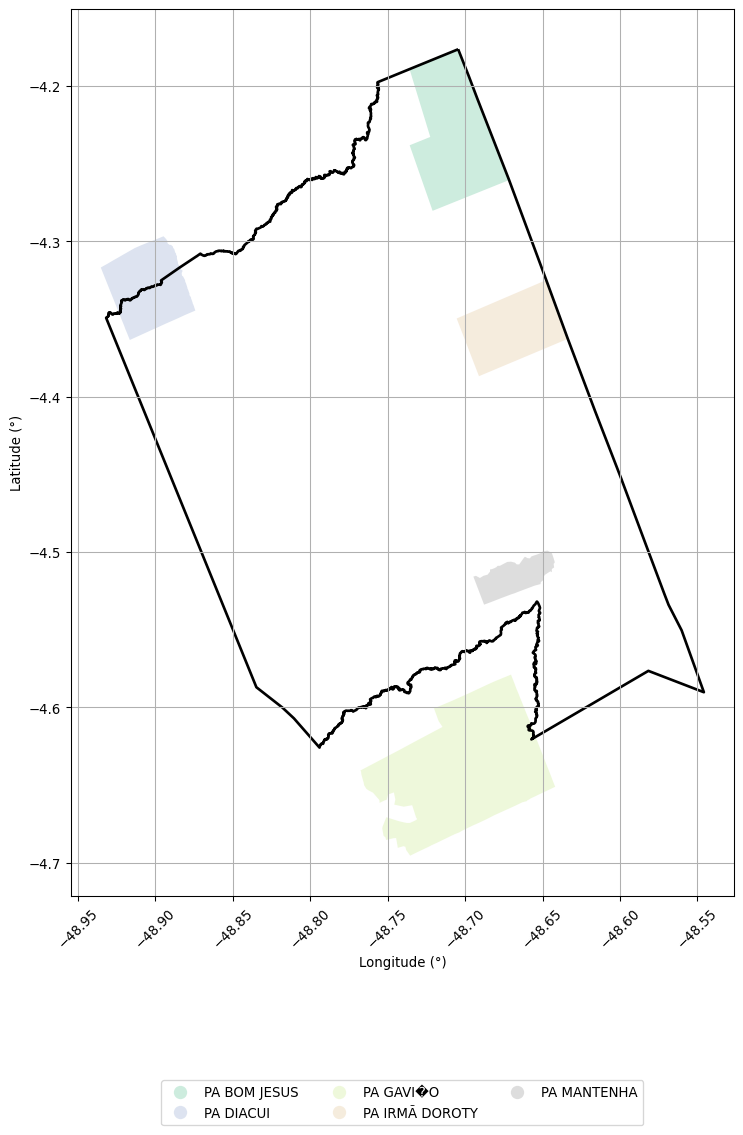 −4.2
−4.3
−4.4
−4.5
−4.6
−4.7
Latitude (°)
−48.95
−48.90
−48.85
−48.80
−48.75
−48.70
−48.65
−48.60
−48.55
Longitude (°)
PA BOM JESUS
PA DIACUI
PA GAVI�O
PA IRMÃ DOROTY
PA MANTENHA